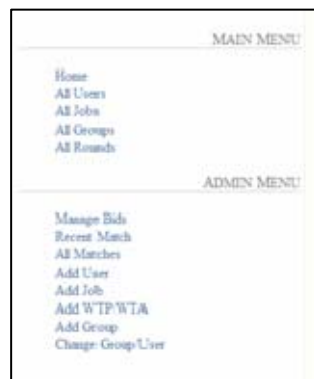 MAIN MENU
Home
All Users
All Jobs
All Groups
All Rounds
ADMIN MENU
Manage Bids
Recent Match
All Matches
Add User
Add Job
Add WTP/WTA
Add Group
Change Group/User